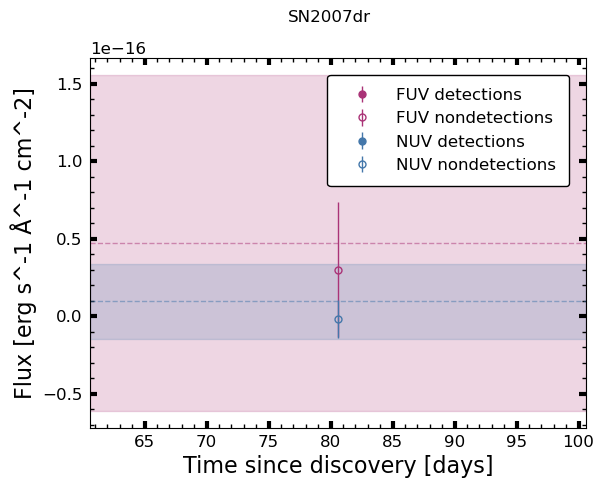 SN2007dr
1e−16
1.5
1.0
0.5
0.0
−0.5
Flux [erg s^-1 Å^-1 cm^-2]
FUV detections
FUV nondetections
NUV detections
NUV nondetections
65 70 75 80 85 90 95 100
Time since discovery [days]